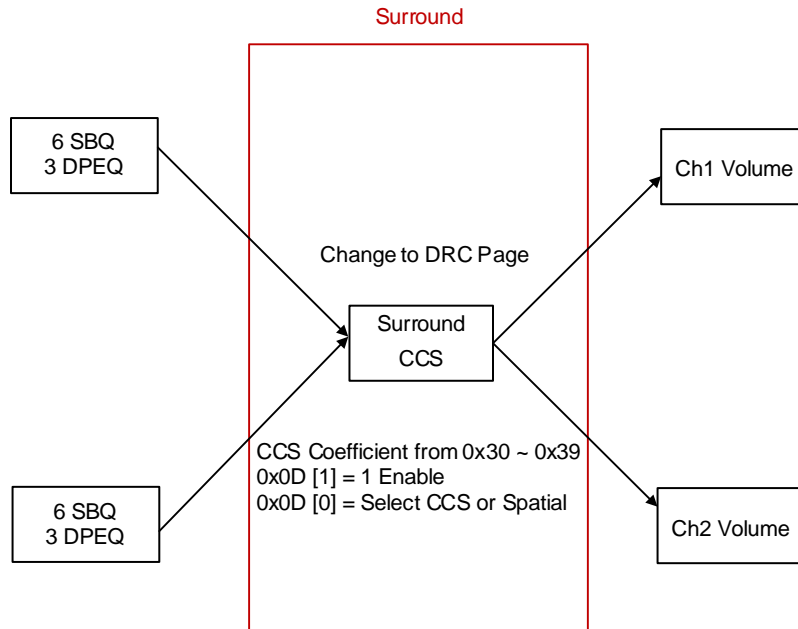 Surround
6 SBQ
3 DPEQ
Ch1 Volume
Change to DRC Page
Surround
CCS
CCS Coefficient from 0x30 ~ 0x39
0x0D [1] = 1 Enable
0x0D [0] = Select CCS or Spatial
6 SBQ
3 DPEQ
Ch2 Volume